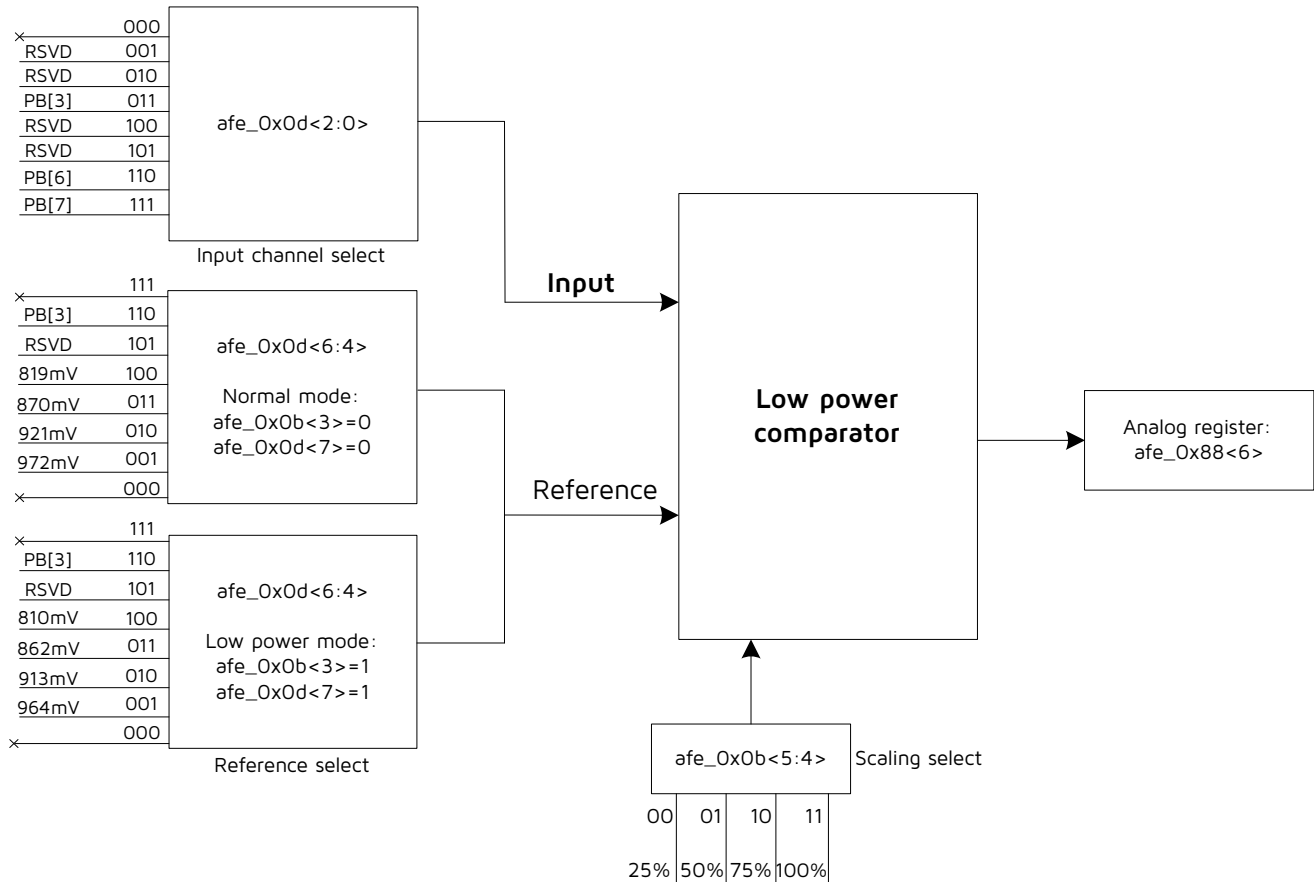 000
RSVD 001
RSVD 010
PB[3] 011
RSVD 100
RSVD 101
PB[6] 110
PB[7] 111
afe_0x0d<2:0>
Input channel select
111
PB[3] 110
RSVD 101
819mV 100
870mV 011
921mV 010
972mV 001
000
afe_0x0d<6:4>
Normal mode:
afe_0x0b<3>=0
afe_0x0d<7>=0
111
PB[3] 110
RSVD 101
810mV 100
862mV 011
913mV 010
964mV 001
000
afe_0x0d<6:4>
Low power mode:
afe_0x0b<3>=1
afe_0x0d<7>=1
Reference select
Input
Reference
Low power
comparator
Analog register:
afe_0x88<6>
afe_0x0b<5:4>
Scaling select
00 01 10 11
25% 50% 75% 100%